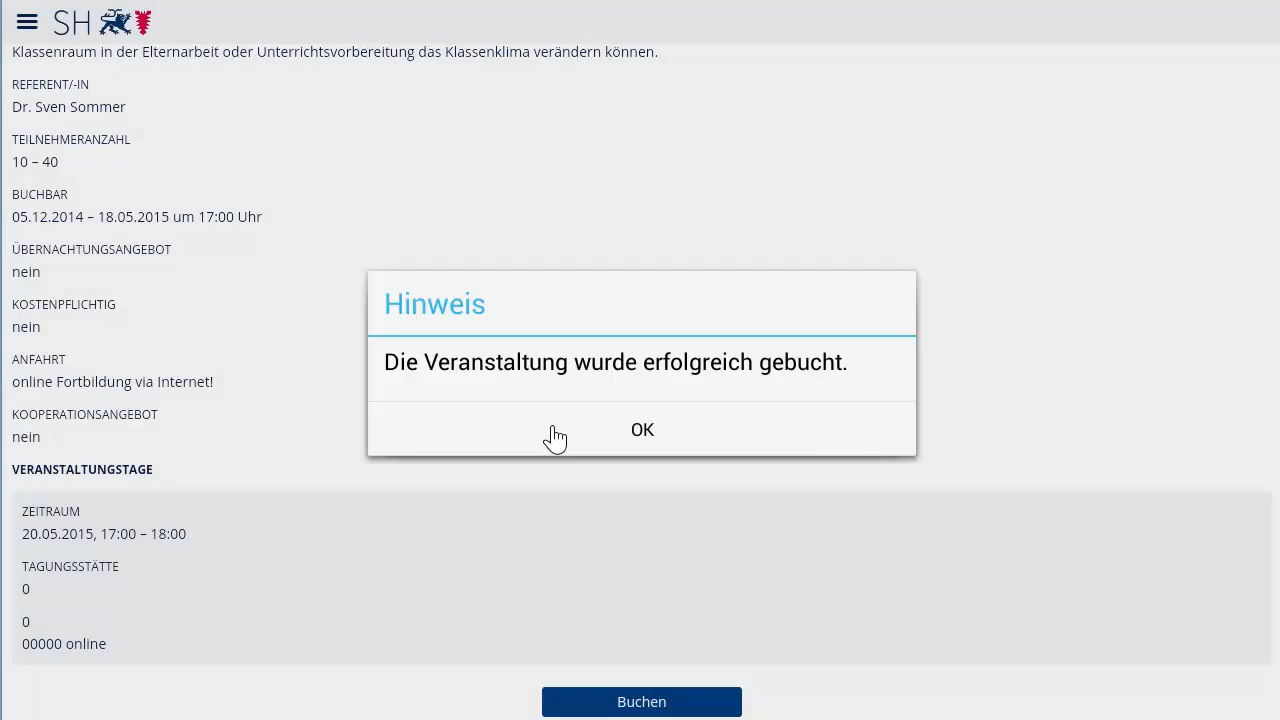 SH
Klassenraum in der Elternarbeit oder Unterrichtsvorbereitung das Klassenklima verändern können.
REFERENT/-IN
Dr. Sven Sommer
TEILNEHMERANZAHL
10 – 40
BUCHBAR
05.12.2014 – 18.05.2015 um 17:00 Uhr
ÜBERNACHTUNGSANGEBOT
nein
KOSTENPFLICHTIG
nein
ANFAHRT
online Fortbildung via Internet!
KOOPERATIONSANGEBOT
nein
VERANSTALTUNGSTAGE
ZEITRAUM
20.05.2015, 17:00 – 18:00
TAGUNGSSTÄTTE
0
0
00000 online
Buchen
Hinweis
Die Veranstaltung wurde erfolgreich gebucht.
OK